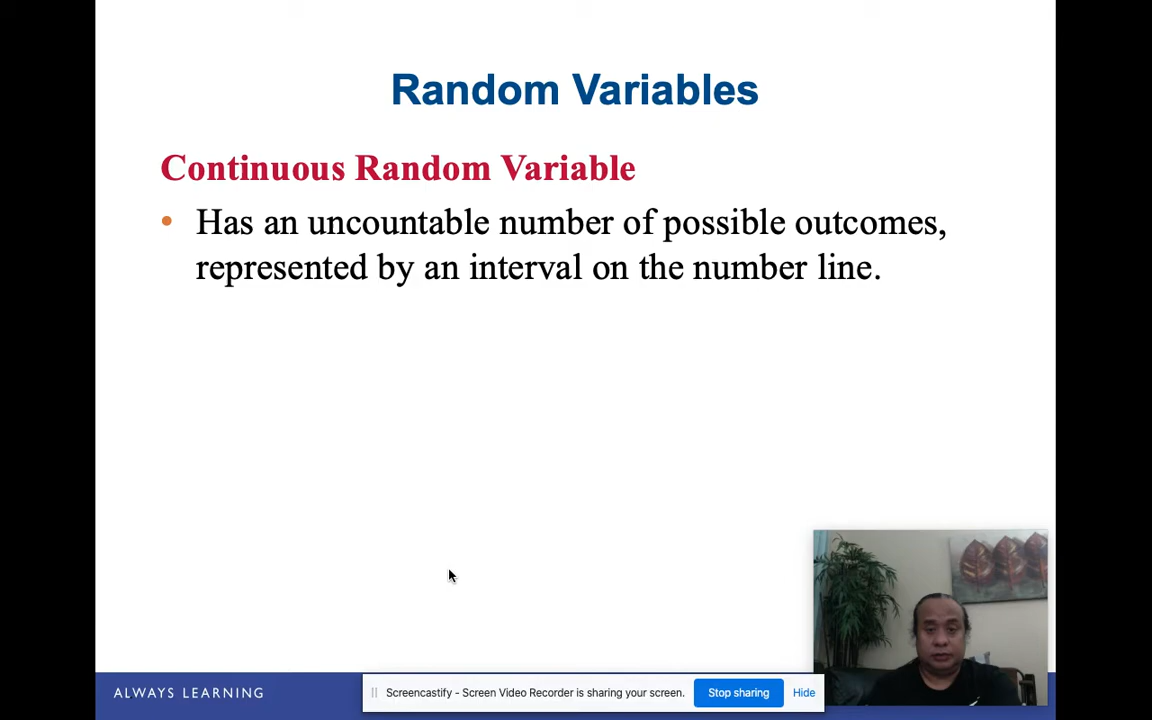 Random Variables
Continuous Random Variable
• Has an uncountable number of possible outcomes,
represented by an interval on the number line.
ALWAYS LEARNING
Screencastify - Screen Video Recorder is sharing your screen.
Stop sharing
Hide